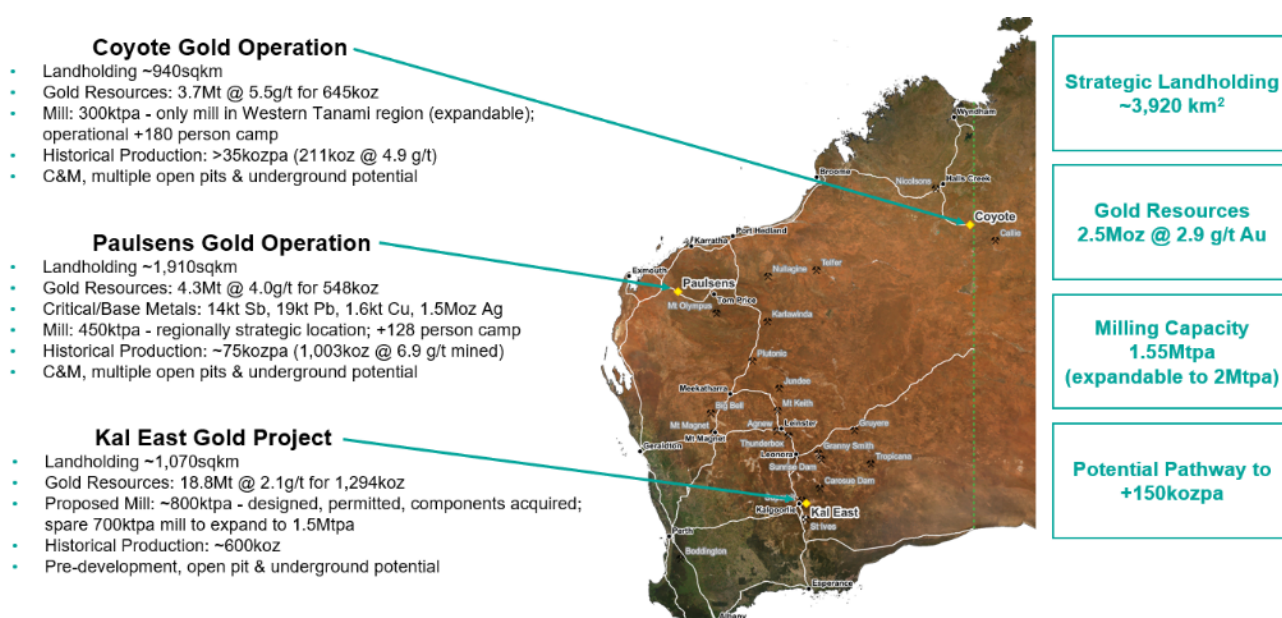 Coyote Gold Operation
• Landholding ~940sqkm
• Gold Resources: 3.7Mt @ 5.5g/t for 645koz
• Mill: 300ktpa - only mill in Western Tanami region (expandable);
operational +180 person camp
• Historical Production: >35kozpa (211koz @ 4.9 g/t)
• C&M, multiple open pits & underground potential
Paulsens Gold Operation
• Landholding ~1,910sqkm
• Gold Resources: 4.3Mt @ 4.0g/t for 548koz
• Critical/Base Metals: 14kt Sb, 19kt Pb, 1.6kt Cu, 1.5Moz Ag
• Mill: 450ktpa - regionally strategic location; +128 person camp
• Historical Production: ~75kozpa (1,003koz @ 6.9 g/t mined)
• C&M, multiple open pits & underground potential
Kal East Gold Project
• Landholding ~1,070sqkm
• Gold Resources: 18.8Mt @ 2.1g/t for 1,294koz
• Proposed Mill: ~800ktpa - designed, permitted, components acquired;
spare 700ktpa mill to expand to 1.5Mtpa
• Historical Production: ~600koz
• Pre-development, open pit & underground potential
Wyndham
Broome
Nicolsons
Halls Creek
Coyote
Callie
Port Hedland
Karratha
Exmouth
Paulsens
Nullagine
Telfer
Tom Price
Mt Olympus
Karlawinda
Plutonic
Jundee
Meekatharra
Mt Keith
Big Bell
Mt Magnet
Mt Magnet
Agnew
Leinster
Gruyere
Thunderbox
Geraldton
Leonora
Granny Smith
Sunrise Dam
Tropicana
Carosue Dam
Kalgoorlie
Kal East
St Ives
Perth
Boddington
Esperance
Albany
Strategic Landholding
~3,920 km²
Gold Resources
2.5Moz @ 2.9 g/t Au
Milling Capacity
1.55Mtpa
(expandable to 2Mtpa)
Potential Pathway to
+150kozpa